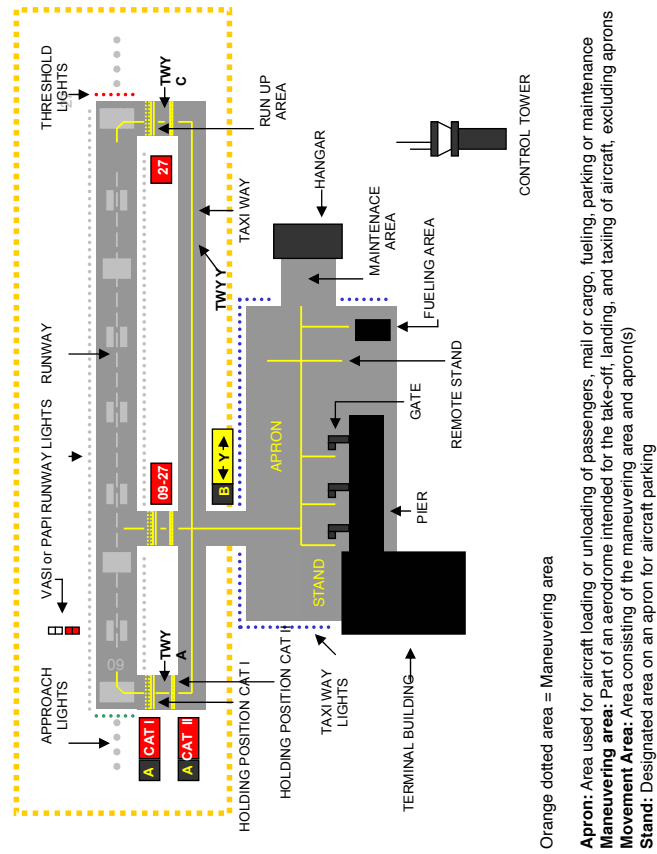 APPROACH
LIGHTS
VASI or PAPI RUNWAY LIGHTS
RUNWAY
THRESHOLD
LIGHTS
09
A CAT I
A CAT II
TWY
A
09-27
27
TWY
C
B ←Y→
TWY Y
TAXI WAY
RUN UP
AREA
HOLDING POSITION CAT I
HOLDING POSITION CAT II
APRON
STAND
TAXI WAY
LIGHTS
HANGAR
MAINTENACE
AREA
FUELING AREA
REMOTE STAND
GATE
PIER
TERMINAL BUILDING
CONTROL TOWER
Orange dotted area = Maneuvering area
Apron: Area used for aircraft loading or unloading of passengers, mail or cargo, fueling, parking or maintenance
Maneuvering area: Part of an aerodrome intended for the take-off, landing, and taxiing of aircraft, excluding aprons
Movement Area: Area consisting of the maneuvering area and apron(s)
Stand: Designated area on an apron for aircraft parking